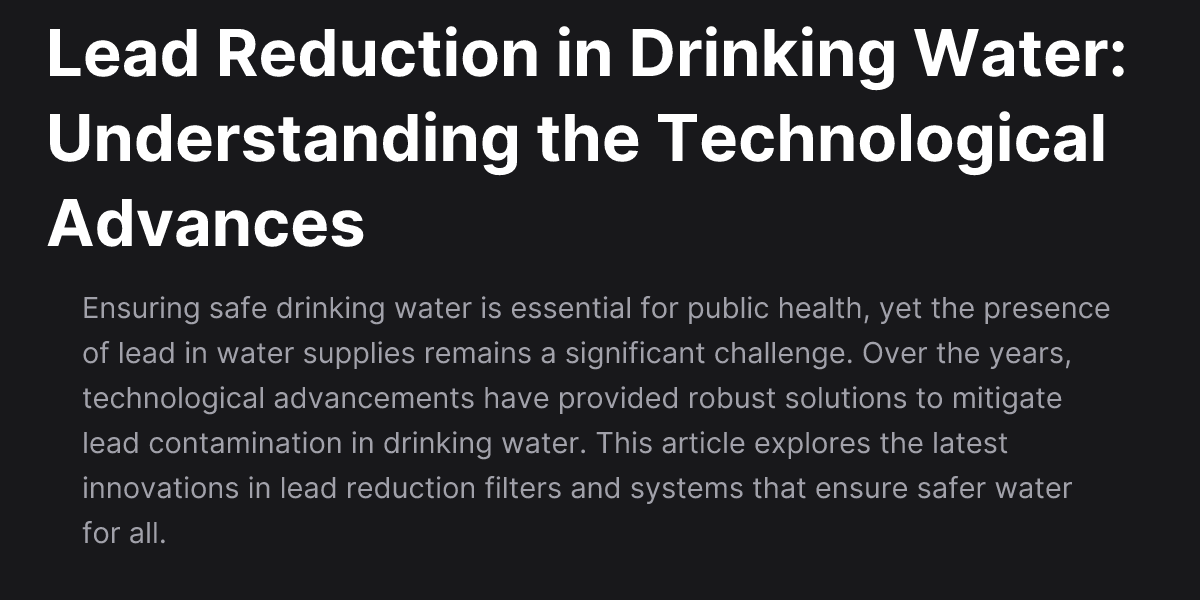 Lead Reduction in Drinking Water:
Understanding the Technological
Advances
Ensuring safe drinking water is essential for public health, yet the presence
of lead in water supplies remains a significant challenge. Over the years,
technological advancements have provided robust solutions to mitigate
lead contamination in drinking water. This article explores the latest
innovations in lead reduction filters and systems that ensure safer water
for all.